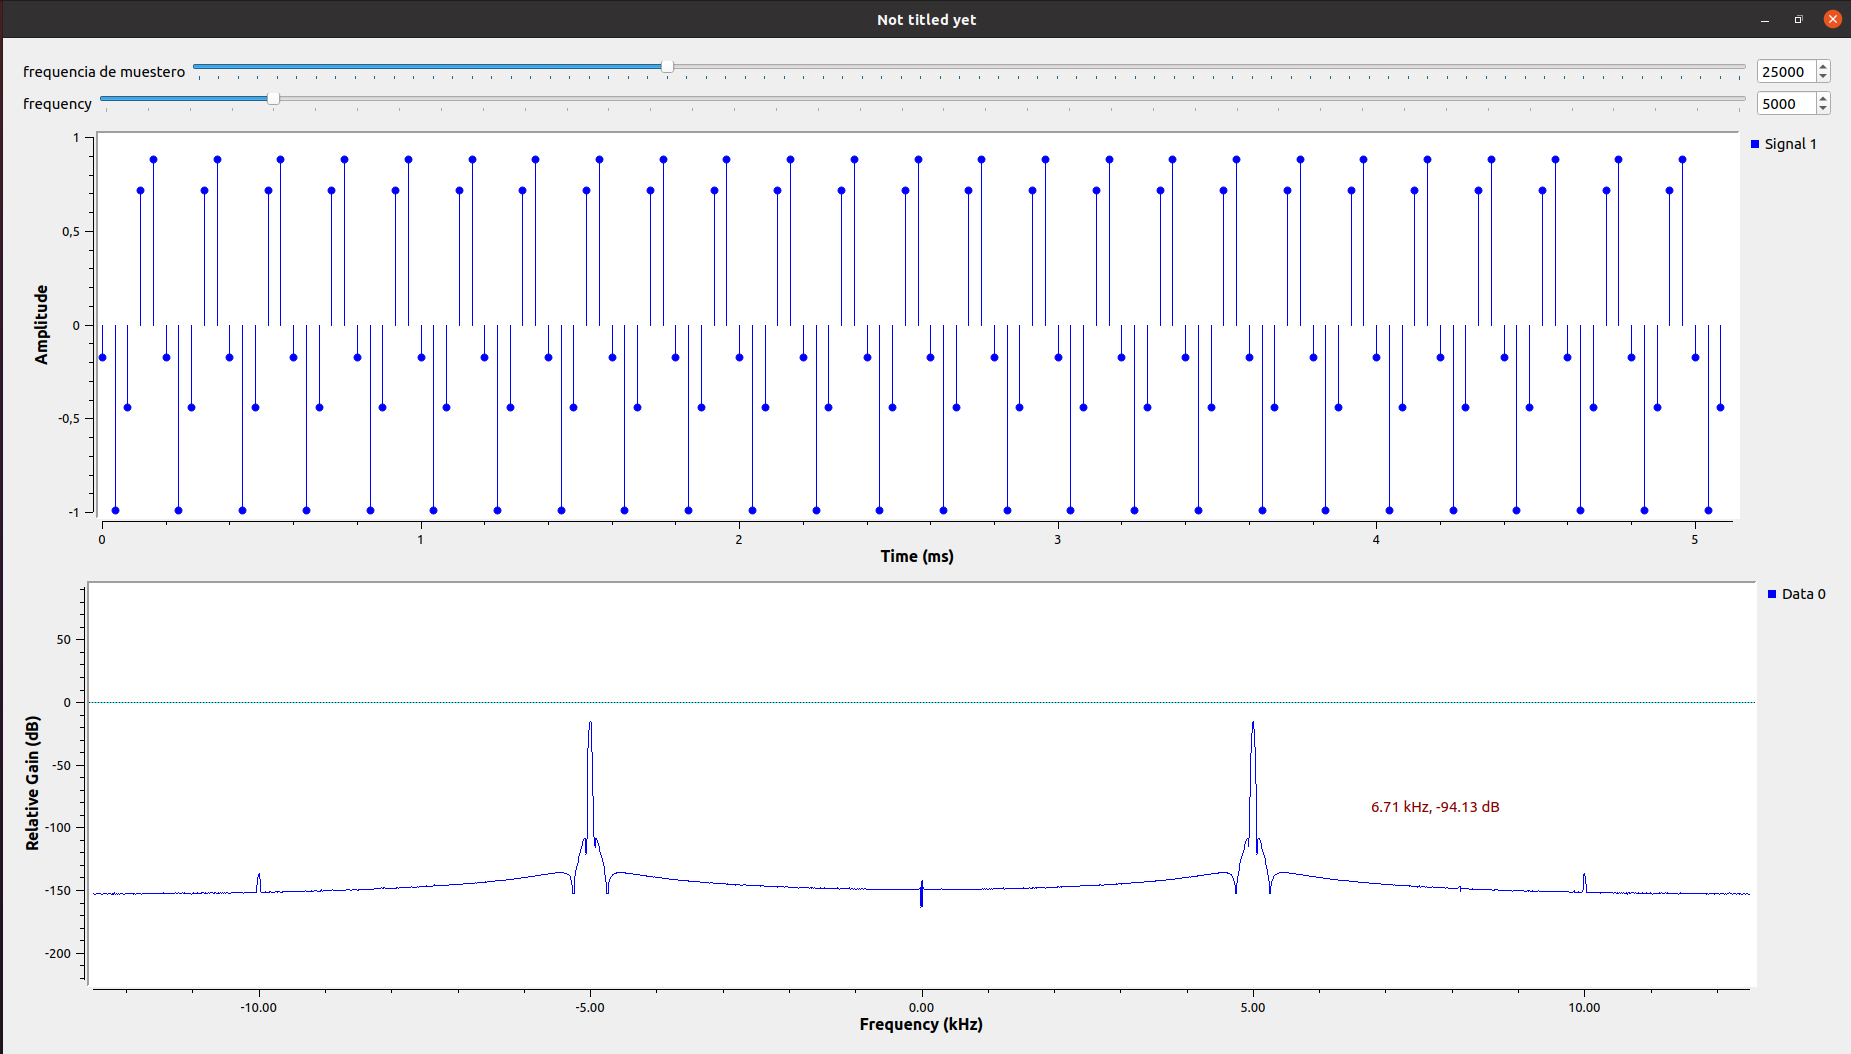 Not titled yet
frequencia de muestero
25000
frequency
5000
Signal 1
1
0,5
0
-0,5
-1
Amplitude
0 1 2 3 4 5
Time (ms)
Data 0
50
0
-50
-100
-150
-200
Relative Gain (dB)
6.71 kHz, -94.13 dB
-10.00 -5.00 0.00 5.00 10.00
Frequency (kHz)